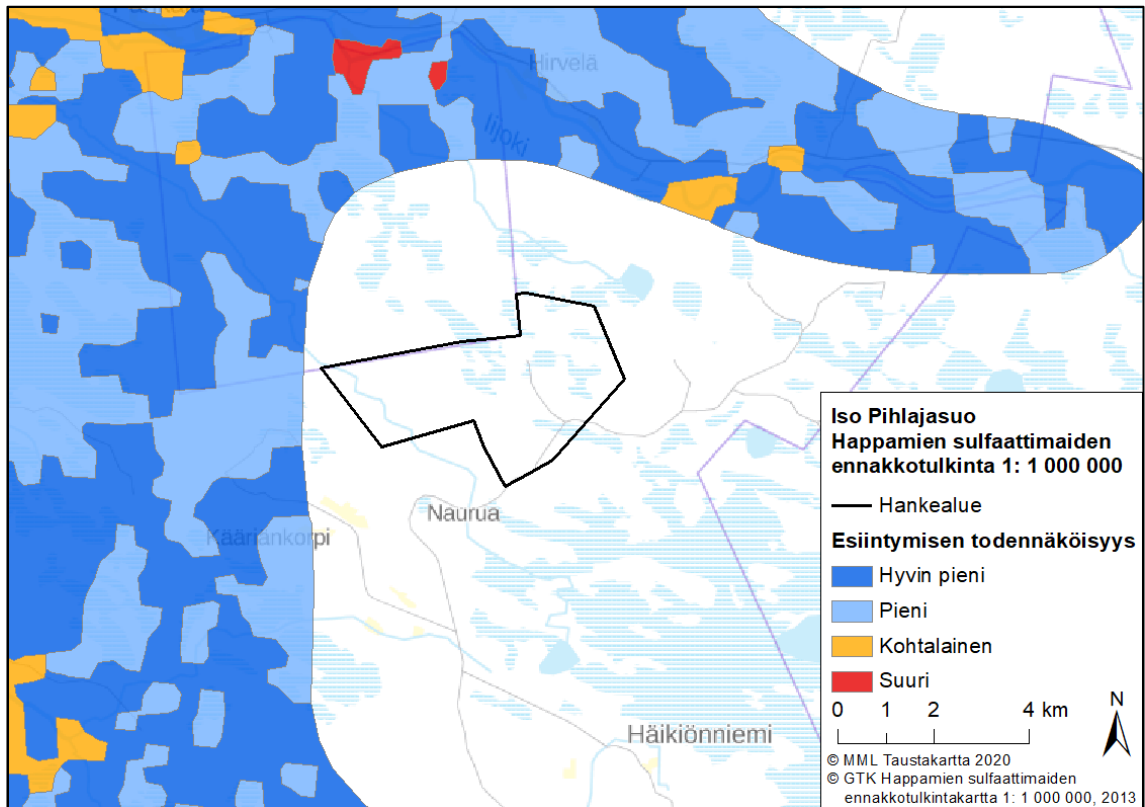 Hirvelä
Iijoki
Naurua
Kääriänkorpi
Häikiönniemi
Iso Pihlajasuo
Happamien sulfaattimaiden
ennakkotulkinta 1: 1 000 000
Hankealue
Esiintymisen todennäköisyys
Hyvin pieni
Pieni
Kohtalainen
Suuri
N
0 1 2 4 km
© MML Taustakartta 2020
© GTK Happamien sulfaattimaiden
ennakkotulkintakartta 1: 1 000 000, 2013